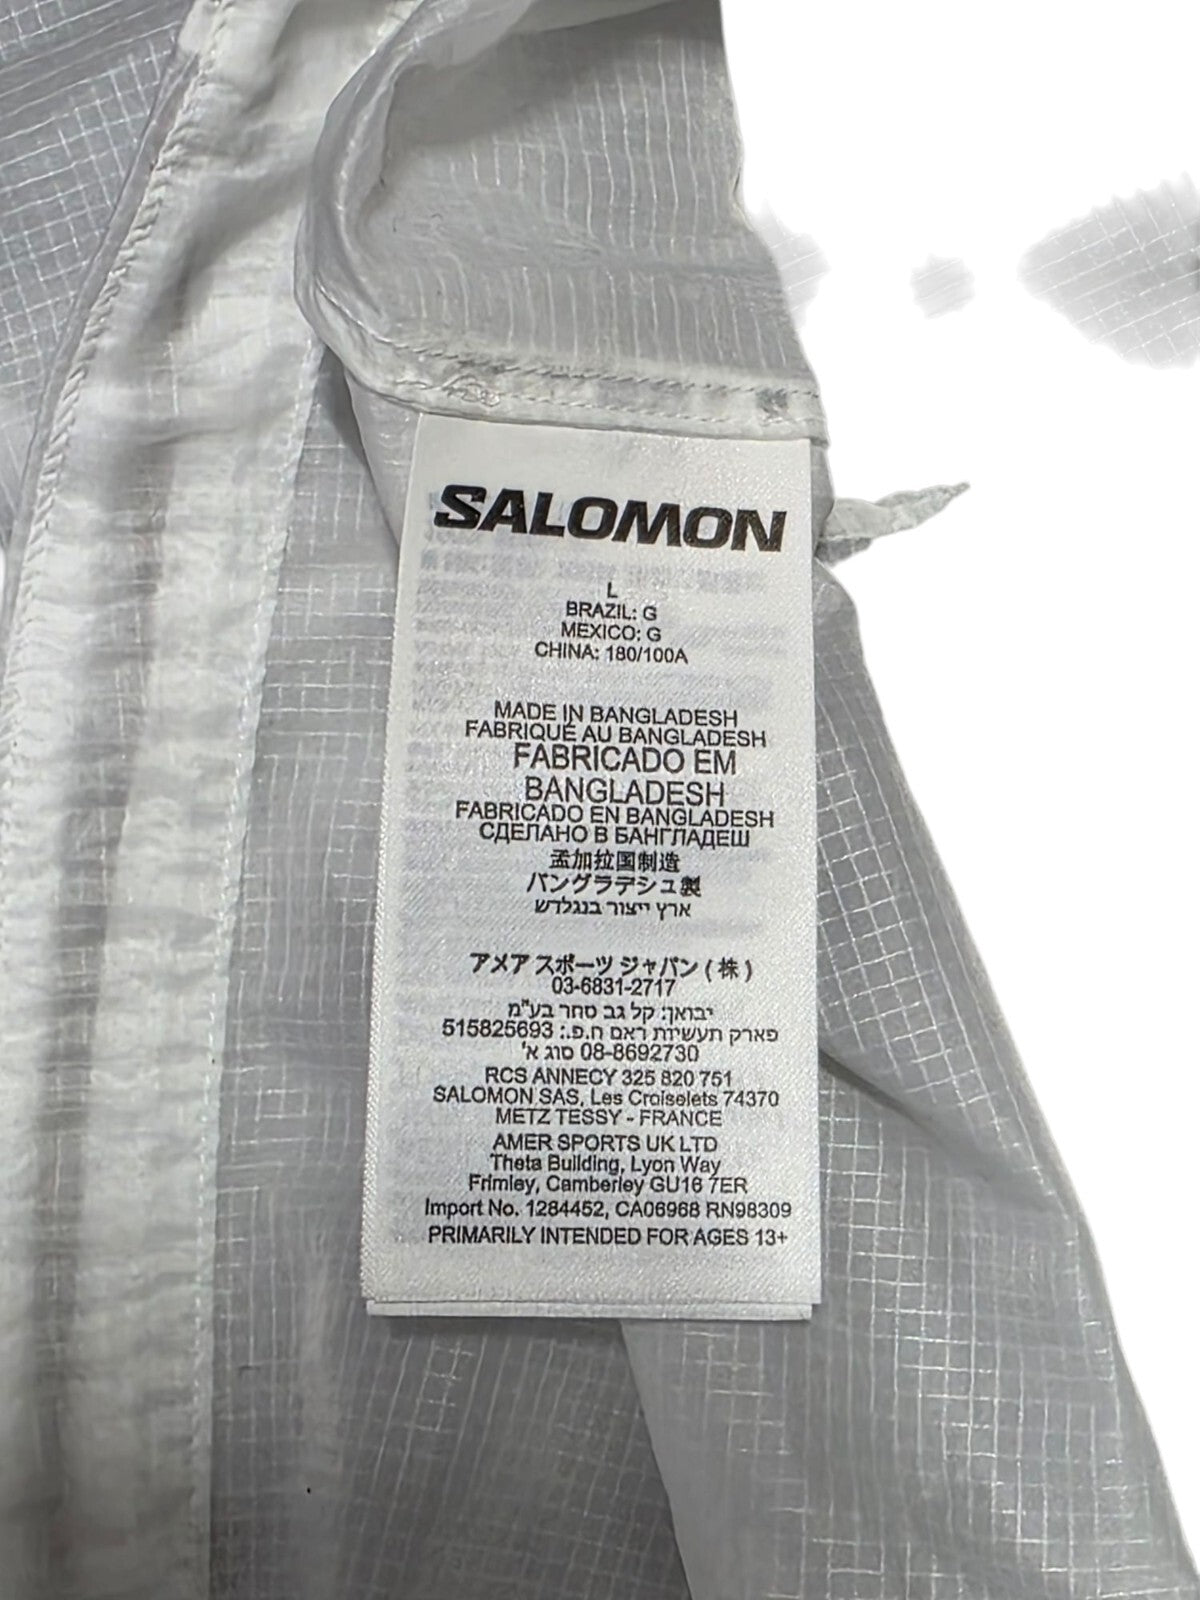 SALOMON
L
BRAZIL: G
MEXICO: G
CHINA: 180/100A
MADE IN BANGLADESH
FABRIQUÉ AU BANGLADESH
FABRICADO EM
BANGLADESH
FABRICADO EN BANGLADESH
СДЕЛАНО В БАНГЛАДЕШ
孟加拉国制造
バングラデシュ製
ארץ ייצור בנגלדש
アメア スポーツ ジャパン ( 株 )
03-6831-2717
יבואן: קל גב סחר בע"מ
פארק תעשיות ראם ח.פ.: 515825693
08-8692730 סוג א'
RCS ANNECY 325 820 751
SALOMON SAS, Les Croiselets 74370
METZ TESSY - FRANCE
AMER SPORTS UK LTD
Theta Building, Lyon Way
Frimley, Camberley GU16 7ER
Import No. 1284452, CA06968 RN98309
PRIMARILY INTENDED FOR AGES 13+